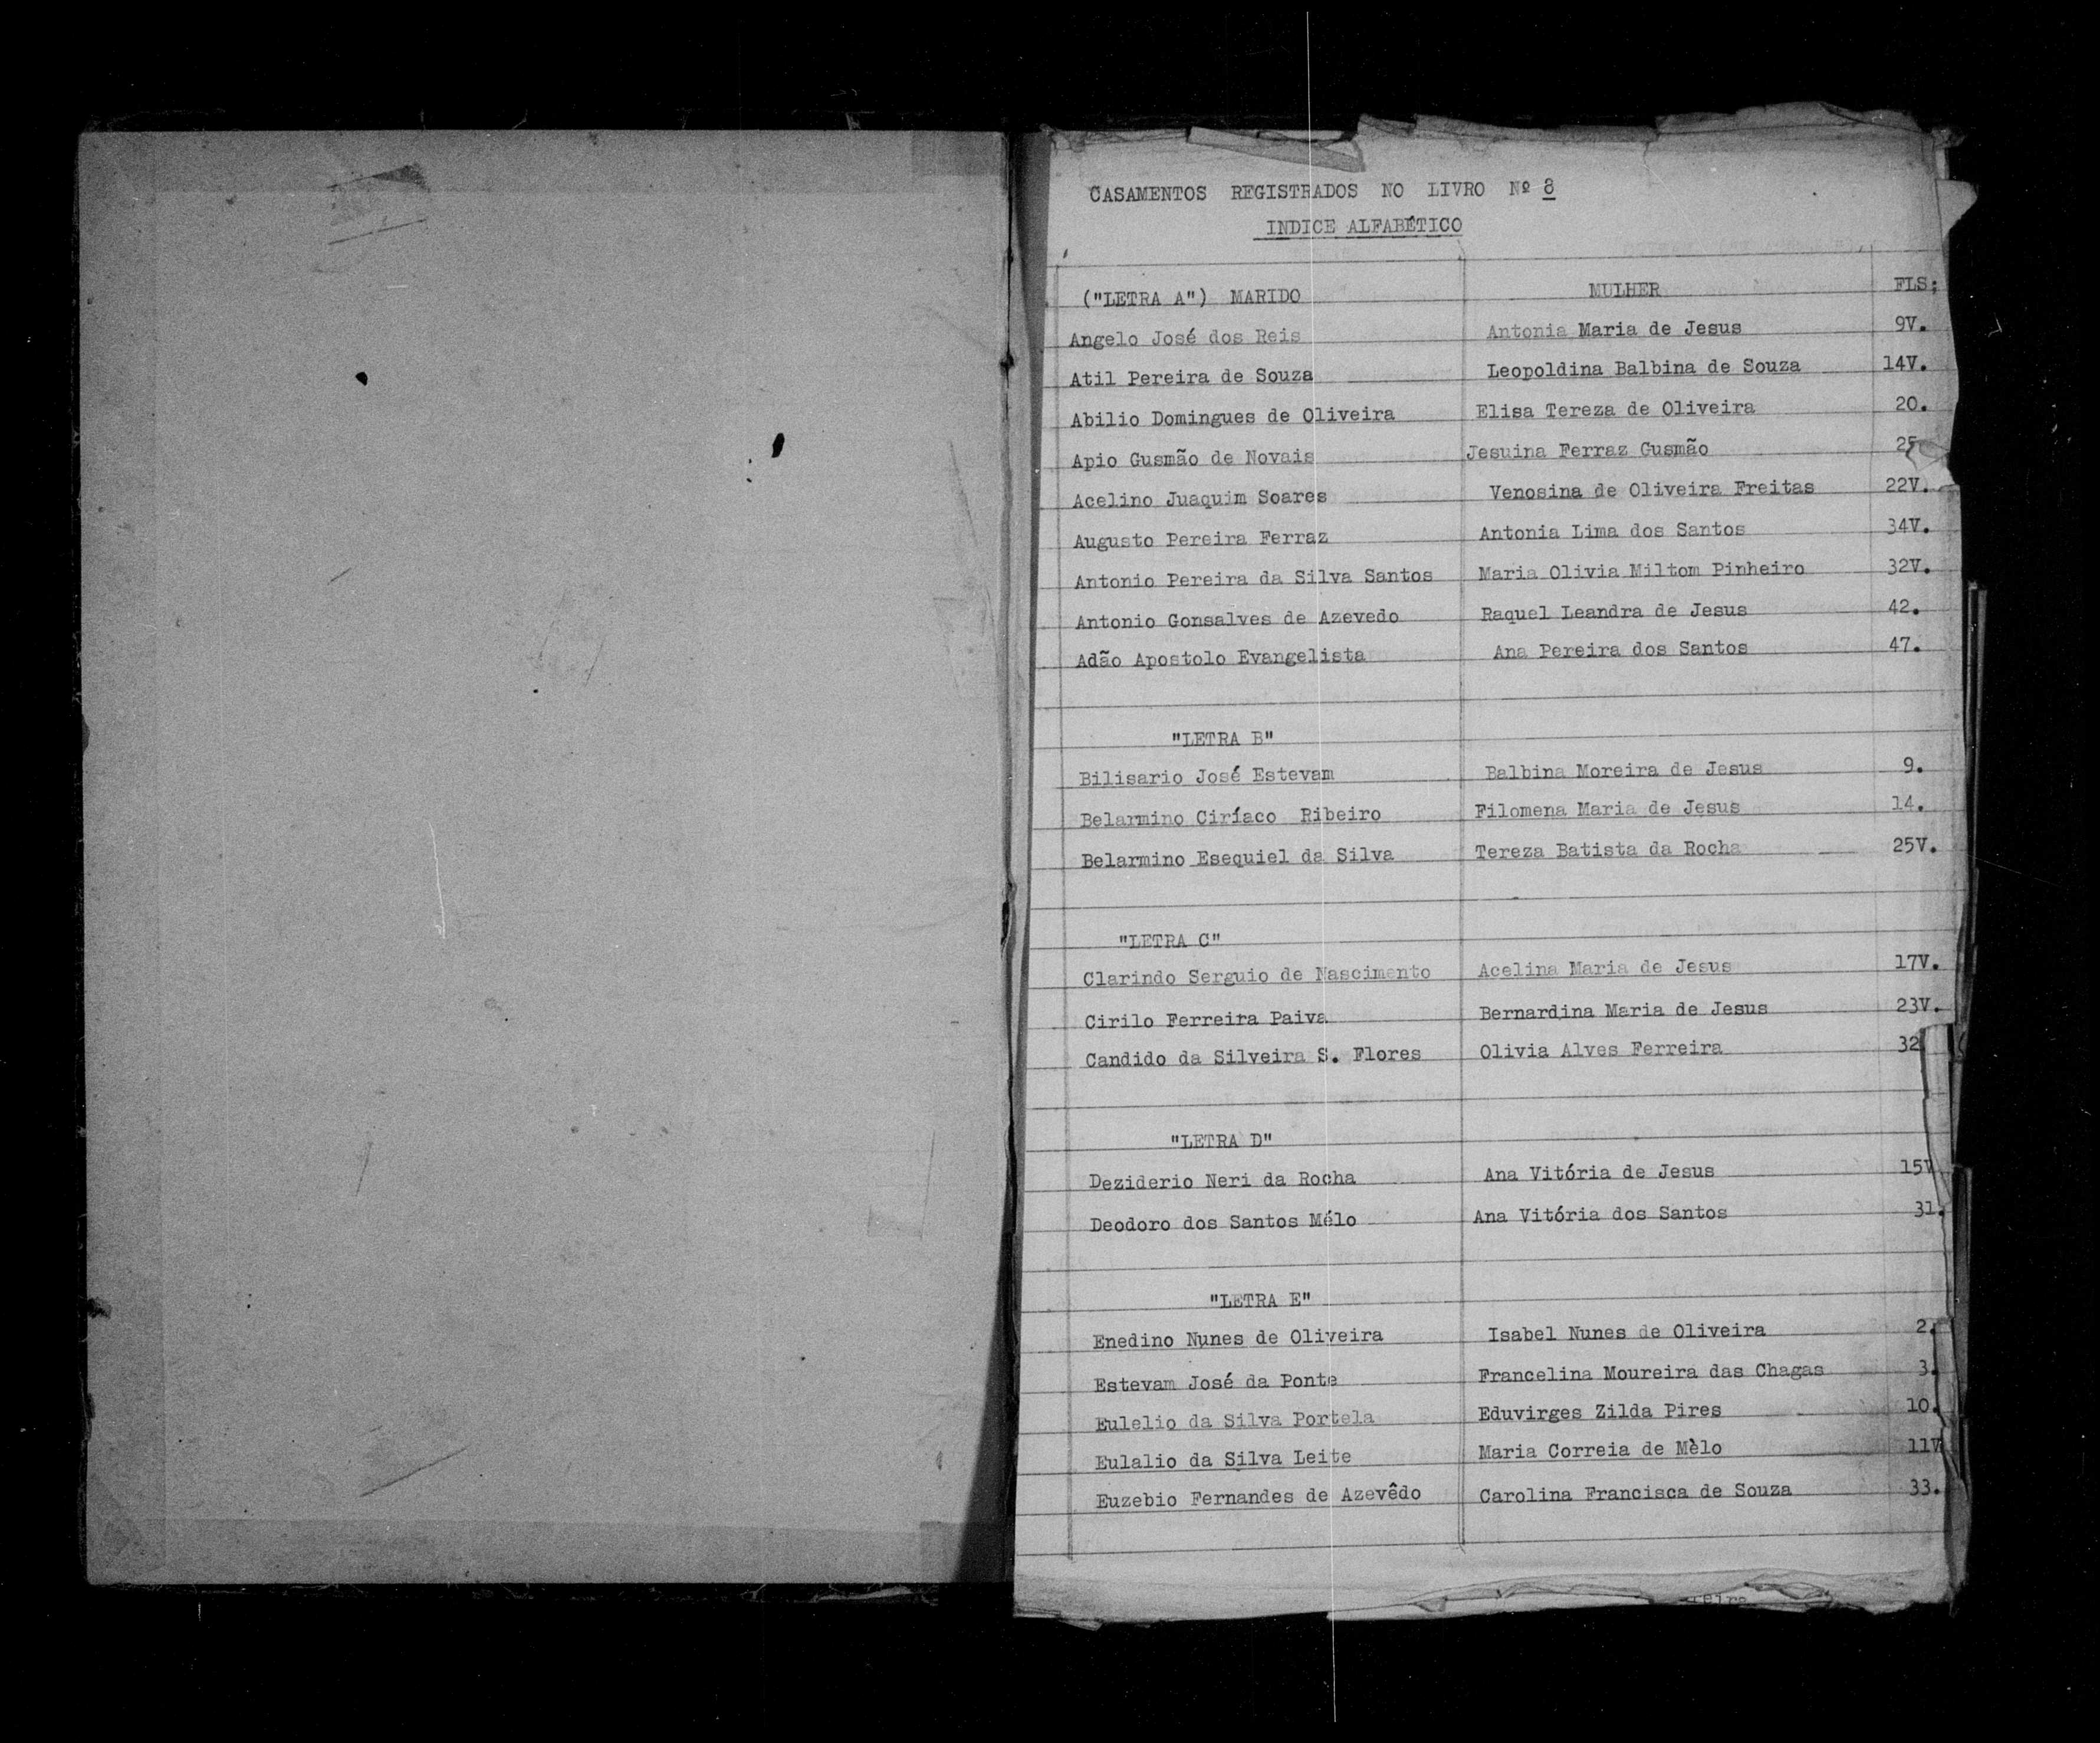 CASAMENTOS REGISTRADOS NO LIVRO Nº 8
INDICE ALFABÉTICO
("LETRA A") MARIDO MULHER FLS;
Angelo José dos Reis Antonia Maria de Jesus 9V.
Atil Pereira de Souza Leopoldina Balbina de Souza 14V.
Abilio Domingues de Oliveira Elisa Tereza de Oliveira 20.
Apio Gusmão de Novais Jesuina Ferraz Gusmão
Acelino Juaquim Soares Venosina de Oliveira Freitas 22V.
Augusto Pereira Ferraz Antonia Lima dos Santos 34V.
Antonio Pereira da Silva Santos Maria Olivia Miltom Pinheiro 32V.
Antonio Gonsalves de Azevedo Raquel Leandra de Jesus 42.
Adão Apostolo Evangelista Ana Pereira dos Santos 47.
"LETRA B"
Bilisario José Estevam Balbina Moreira de Jesus 9.
Belarmino Ciríaco Ribeiro Filomena Maria de Jesus 14.
Belarmino Esequiel da Silva Tereza Batista da Rocha 25V.
"LETRA C"
Clarindo Serguio de Nascimento Acelina Maria de Jesus 17V.
Cirilo Ferreira Paiva Bernardina Maria de Jesus 23V.
Candido da Silveira S. Flores Olivia Alves Ferreira 32
"LETRA D"
Deziderio Neri da Rocha Ana Vitória de Jesus 15V
Deodoro dos Santos Mélo Ana Vitória dos Santos 31.
"LETRA E"
Enedino Nunes de Oliveira Isabel Nunes de Oliveira 2.
Estevam José da Ponte Francelina Moureira das Chagas 3.
Eulelio da Silva Portela Eduvirges Zilda Pires 10.
Eulalio da Silva Leite Maria Correia de Mèlo 11V
Euzebio Fernandes de Azevêdo Carolina Francisca de Souza 33.